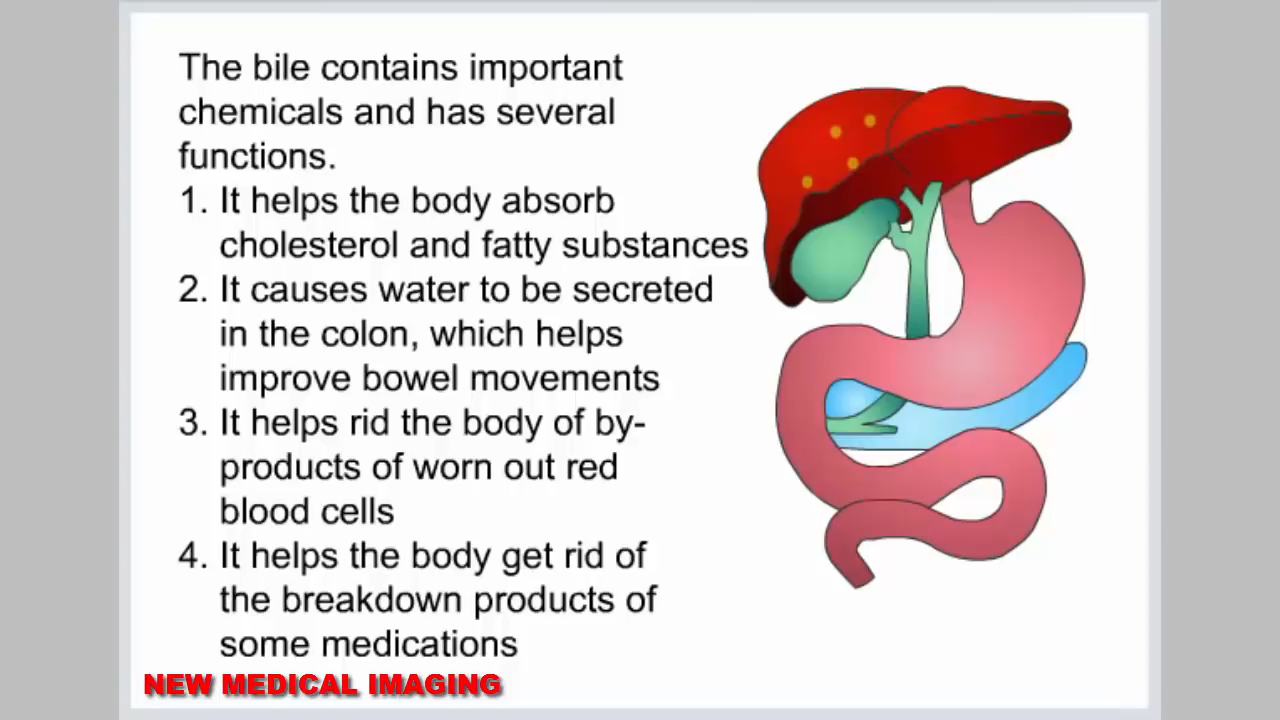 The bile contains important
chemicals and has several
functions.
1. It helps the body absorb
cholesterol and fatty substances
2. It causes water to be secreted
in the colon, which helps
improve bowel movements
3. It helps rid the body of by-
products of worn out red
blood cells
4. It helps the body get rid of
the breakdown products of
some medications
NEW MEDICAL IMAGING